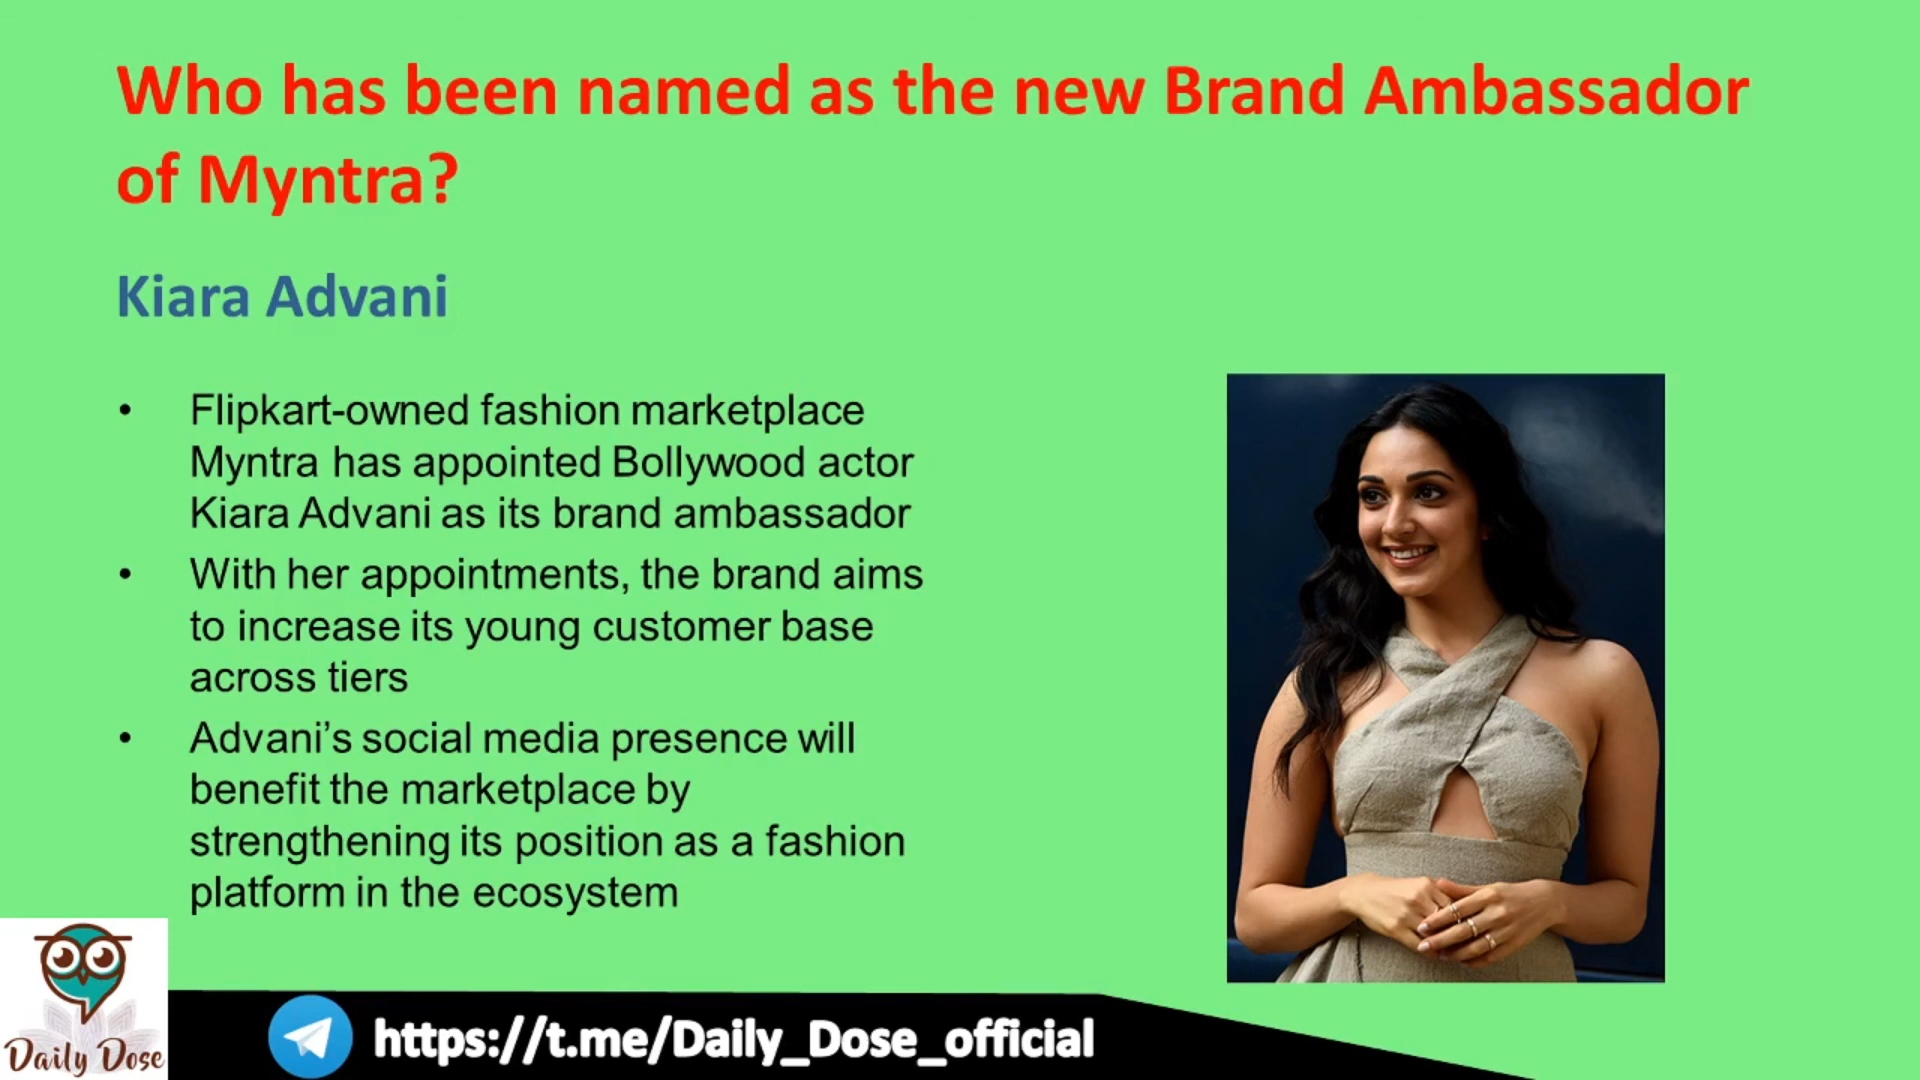 Who has been named as the new Brand Ambassador
of Myntra?
Kiara Advani
• Flipkart-owned fashion marketplace
Myntra has appointed Bollywood actor
Kiara Advani as its brand ambassador
• With her appointments, the brand aims
to increase its young customer base
across tiers
• Advani’s social media presence will
benefit the marketplace by
strengthening its position as a fashion
platform in the ecosystem
Daily Dose
https://t.me/Daily_Dose_official